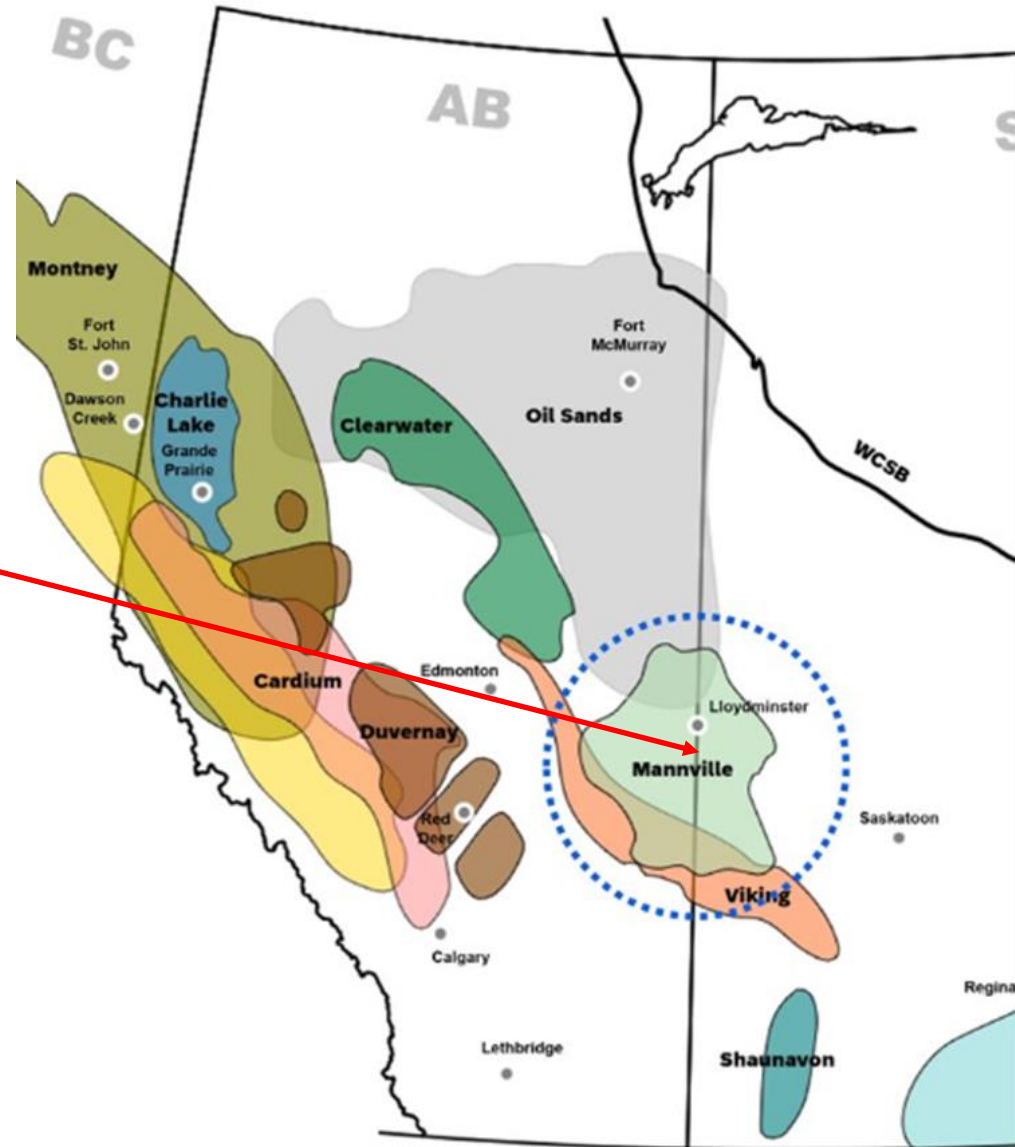 BC
AB
S
Montney
Fort
St. John
Dawson
Creek
Charlie
Lake
Grande
Prairie
Clearwater
Fort
McMurray
Oil Sands
WCSB
Cardium
Edmonton
Duvernay
Lloydminster
Mannville
Red
Deer
Saskatoon
Viking
Calgary
Regina
Lethbridge
Shaunavon